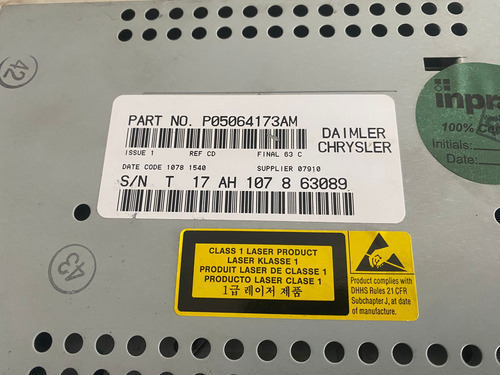 42
PART NO. P05064173AM
DAIMLER
CHRYSLER
ISSUE 1 REF CD FINAL 63 C
DATE CODE 1078 1540 SUPPLIER 07910
S/N T 17 AH 107 8 63089
inpr
100% C
Initials:
Date:
43
CLASS 1 LASER PRODUCT
LASER KLASSE 1
PRODUIT LASER DE CLASSE 1
PRODUCTO LASER CLASE 1
1급 레이저 제품
Product complies with
DHHS Rules 21 CFR
Subchapter J, at date
of manufacture.